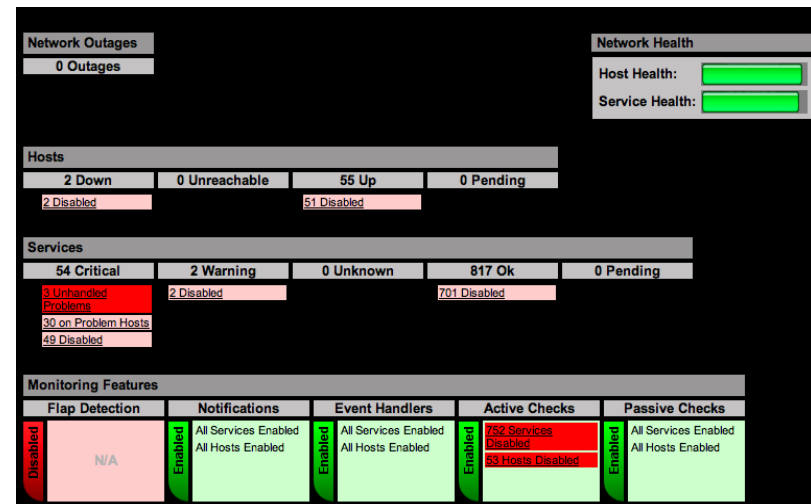 Network Outages
0 Outages
Network Health
Host Health:
Service Health:
Hosts
2 Down
0 Unreachable
55 Up
0 Pending
2 Disabled
51 Disabled
Services
54 Critical
2 Warning
0 Unknown
817 Ok
0 Pending
3 Unhandled
Problems
30 on Problem Hosts
49 Disabled
2 Disabled
701 Disabled
Monitoring Features
Flap Detection
Notifications
Event Handlers
Active Checks
Passive Checks
Disabled
N/A
Enabled
All Services Enabled
All Hosts Enabled
Enabled
All Services Enabled
All Hosts Enabled
Enabled
752 Services
Disabled
53 Hosts Disabled
Enabled
All Services Enabled
All Hosts Enabled